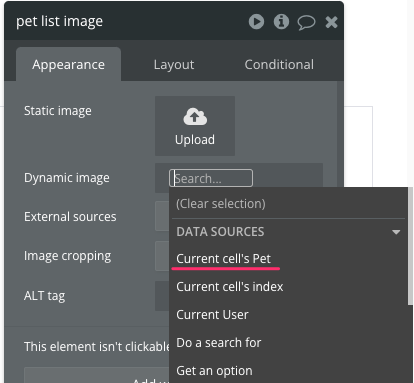 pet list image
Appearance
Layout
Conditional
Static image
Upload
Dynamic image
Search...
(Clear selection)
External sources
DATA SOURCES
Image cropping
Current cell's Pet
Current cell's index
ALT tag
Current User
This element isn't clickable
Do a search for
Get an option